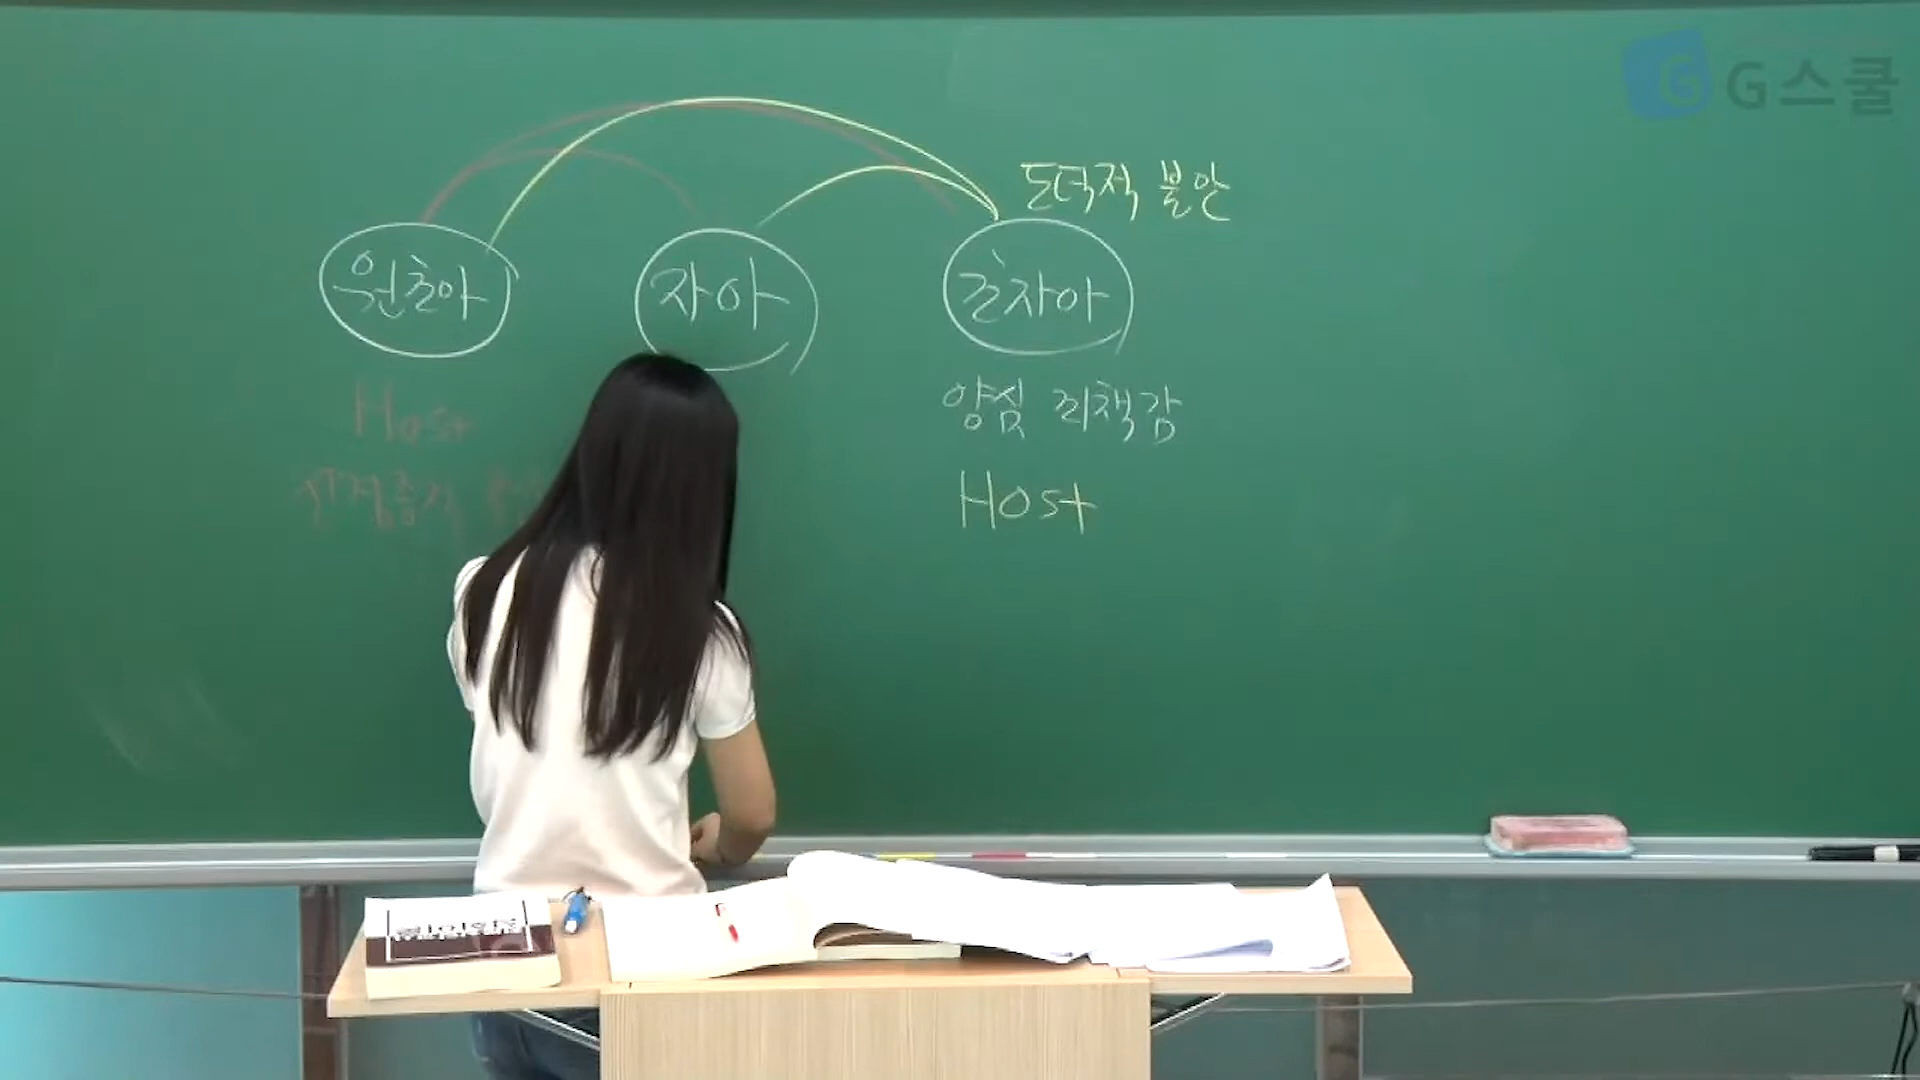 G스쿨
도덕적 불안
원초아 자아 초자아
Host
양심 죄책감
Host